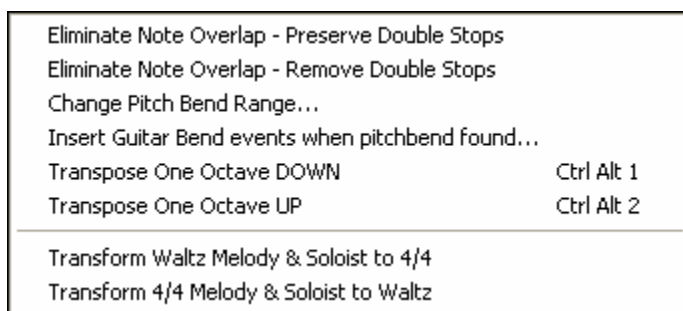 Eliminate Note Overlap - Preserve Double Stops
Eliminate Note Overlap - Remove Double Stops
Change Pitch Bend Range...
Insert Guitar Bend events when pitchbend found...
Transpose One Octave DOWN Ctrl Alt 1
Transpose One Octave UP Ctrl Alt 2
Transform Waltz Melody & Soloist to 4/4
Transform 4/4 Melody & Soloist to Waltz